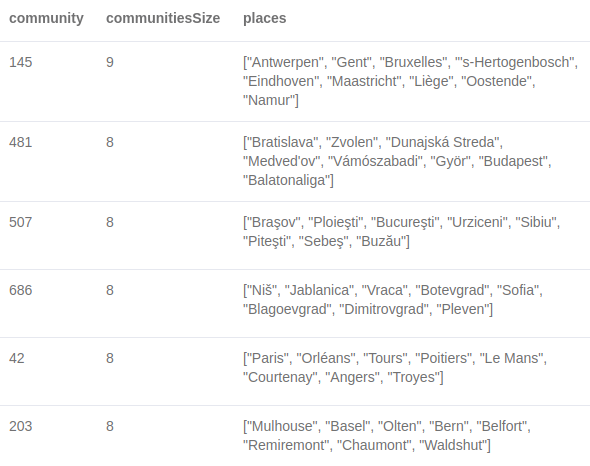 community communitiesSize places
145 9 ["Antwerpen", "Gent", "Bruxelles", "'s-Hertogenbosch",
"Eindhoven", "Maastricht", "Liège", "Oostende",
"Namur"]
481 8 ["Bratislava", "Zvolen", "Dunajská Streda",
"Medved'ov", "Vámószabadi", "Györ", "Budapest",
"Balatonaliga"]
507 8 ["Braşov", "Ploieşti", "Bucureşti", "Urziceni", "Sibiu",
"Piteşti", "Sebeş", "Buzău"]
686 8 ["Niš", "Jablanica", "Vraca", "Botevgrad", "Sofia",
"Blagoevgrad", "Dimitrovgrad", "Pleven"]
42 8 ["Paris", "Orléans", "Tours", "Poitiers", "Le Mans",
"Courtenay", "Angers", "Troyes"]
203 8 ["Mulhouse", "Basel", "Olten", "Bern", "Belfort",
"Remiremont", "Chaumont", "Waldshut"]